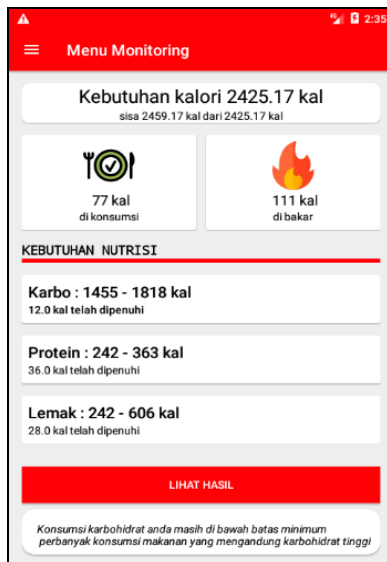 2:35
Menu Monitoring
Kebutuhan kalori 2425.17 kal
sisa 2459.17 kal dari 2425.17 kal
77 kal
di konsumsi
111 kal
di bakar
KEBUTUHAN NUTRISI
Karbo : 1455 - 1818 kal
12.0 kal telah dipenuhi
Protein : 242 - 363 kal
36.0 kal telah dipenuhi
Lemak : 242 - 606 kal
28.0 kal telah dipenuhi
LIHAT HASIL
Konsumsi karbohidrat anda masih di bawah batas minimum
perbanyak konsumsi makanan yang mengandung karbohidrat tinggi